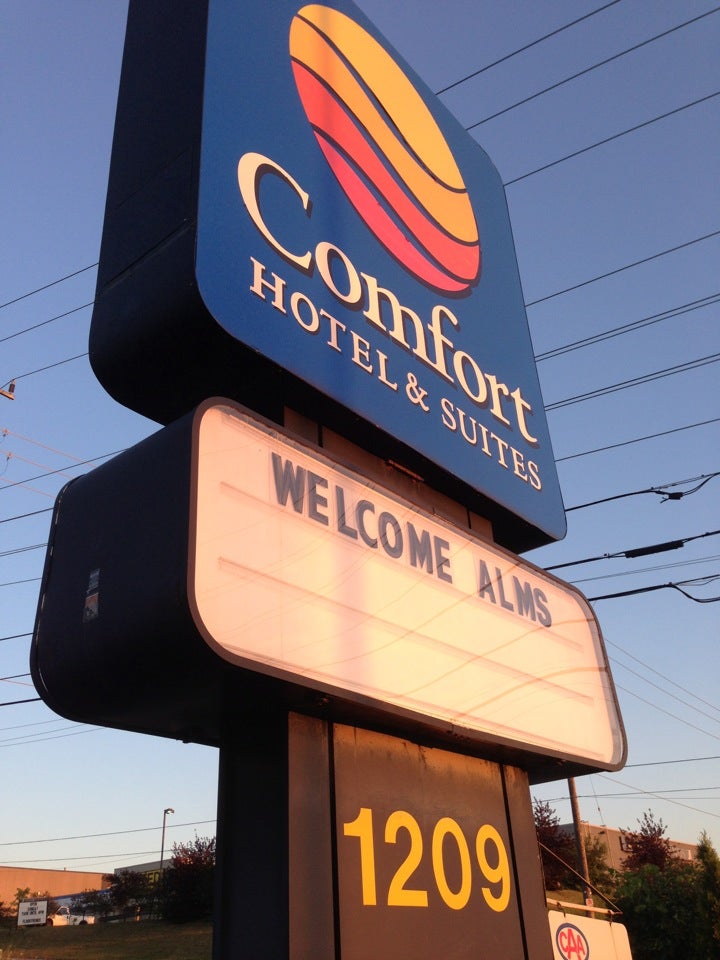 Comfort
HOTEL & SUITES
WELCOME ALMS
1209
CAA